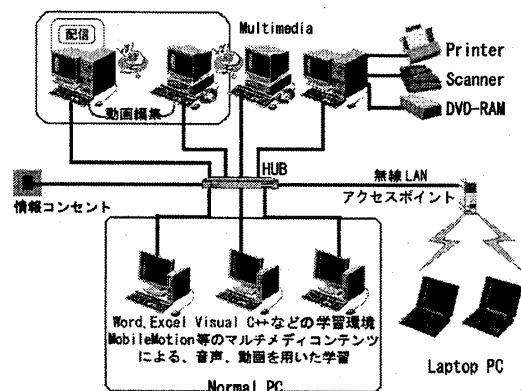 配信
Multimedia
Printer
Scanner
DVD-RAM
動画編集
HUB
無線LAN
アクセスポイント
情報コンセント
Word,Excel Visual C++などの学習環境
MobileMotion等のマルチメディコンテンツ
による、音声、動画を用いた学習
Normal PC
Laptop PC